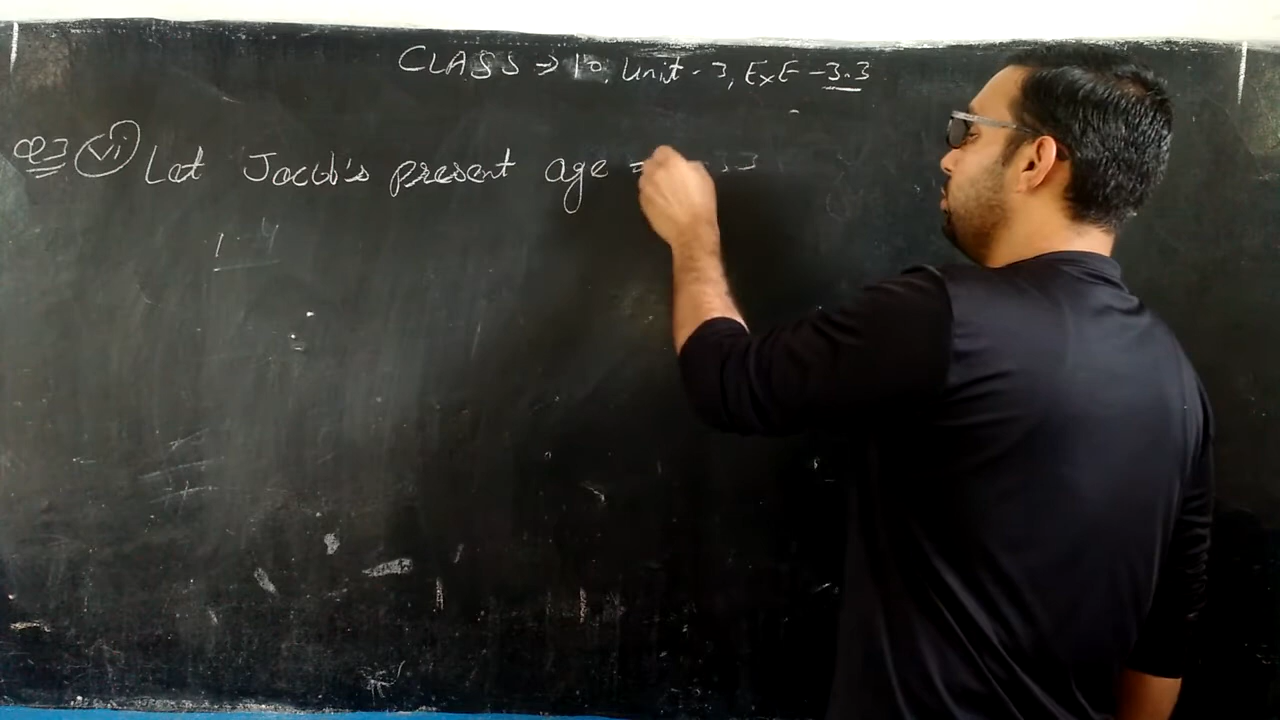 CLASS → 10, Unit - 3, ExE - 3.3
Q3 (vi) Let Jacob's present age =